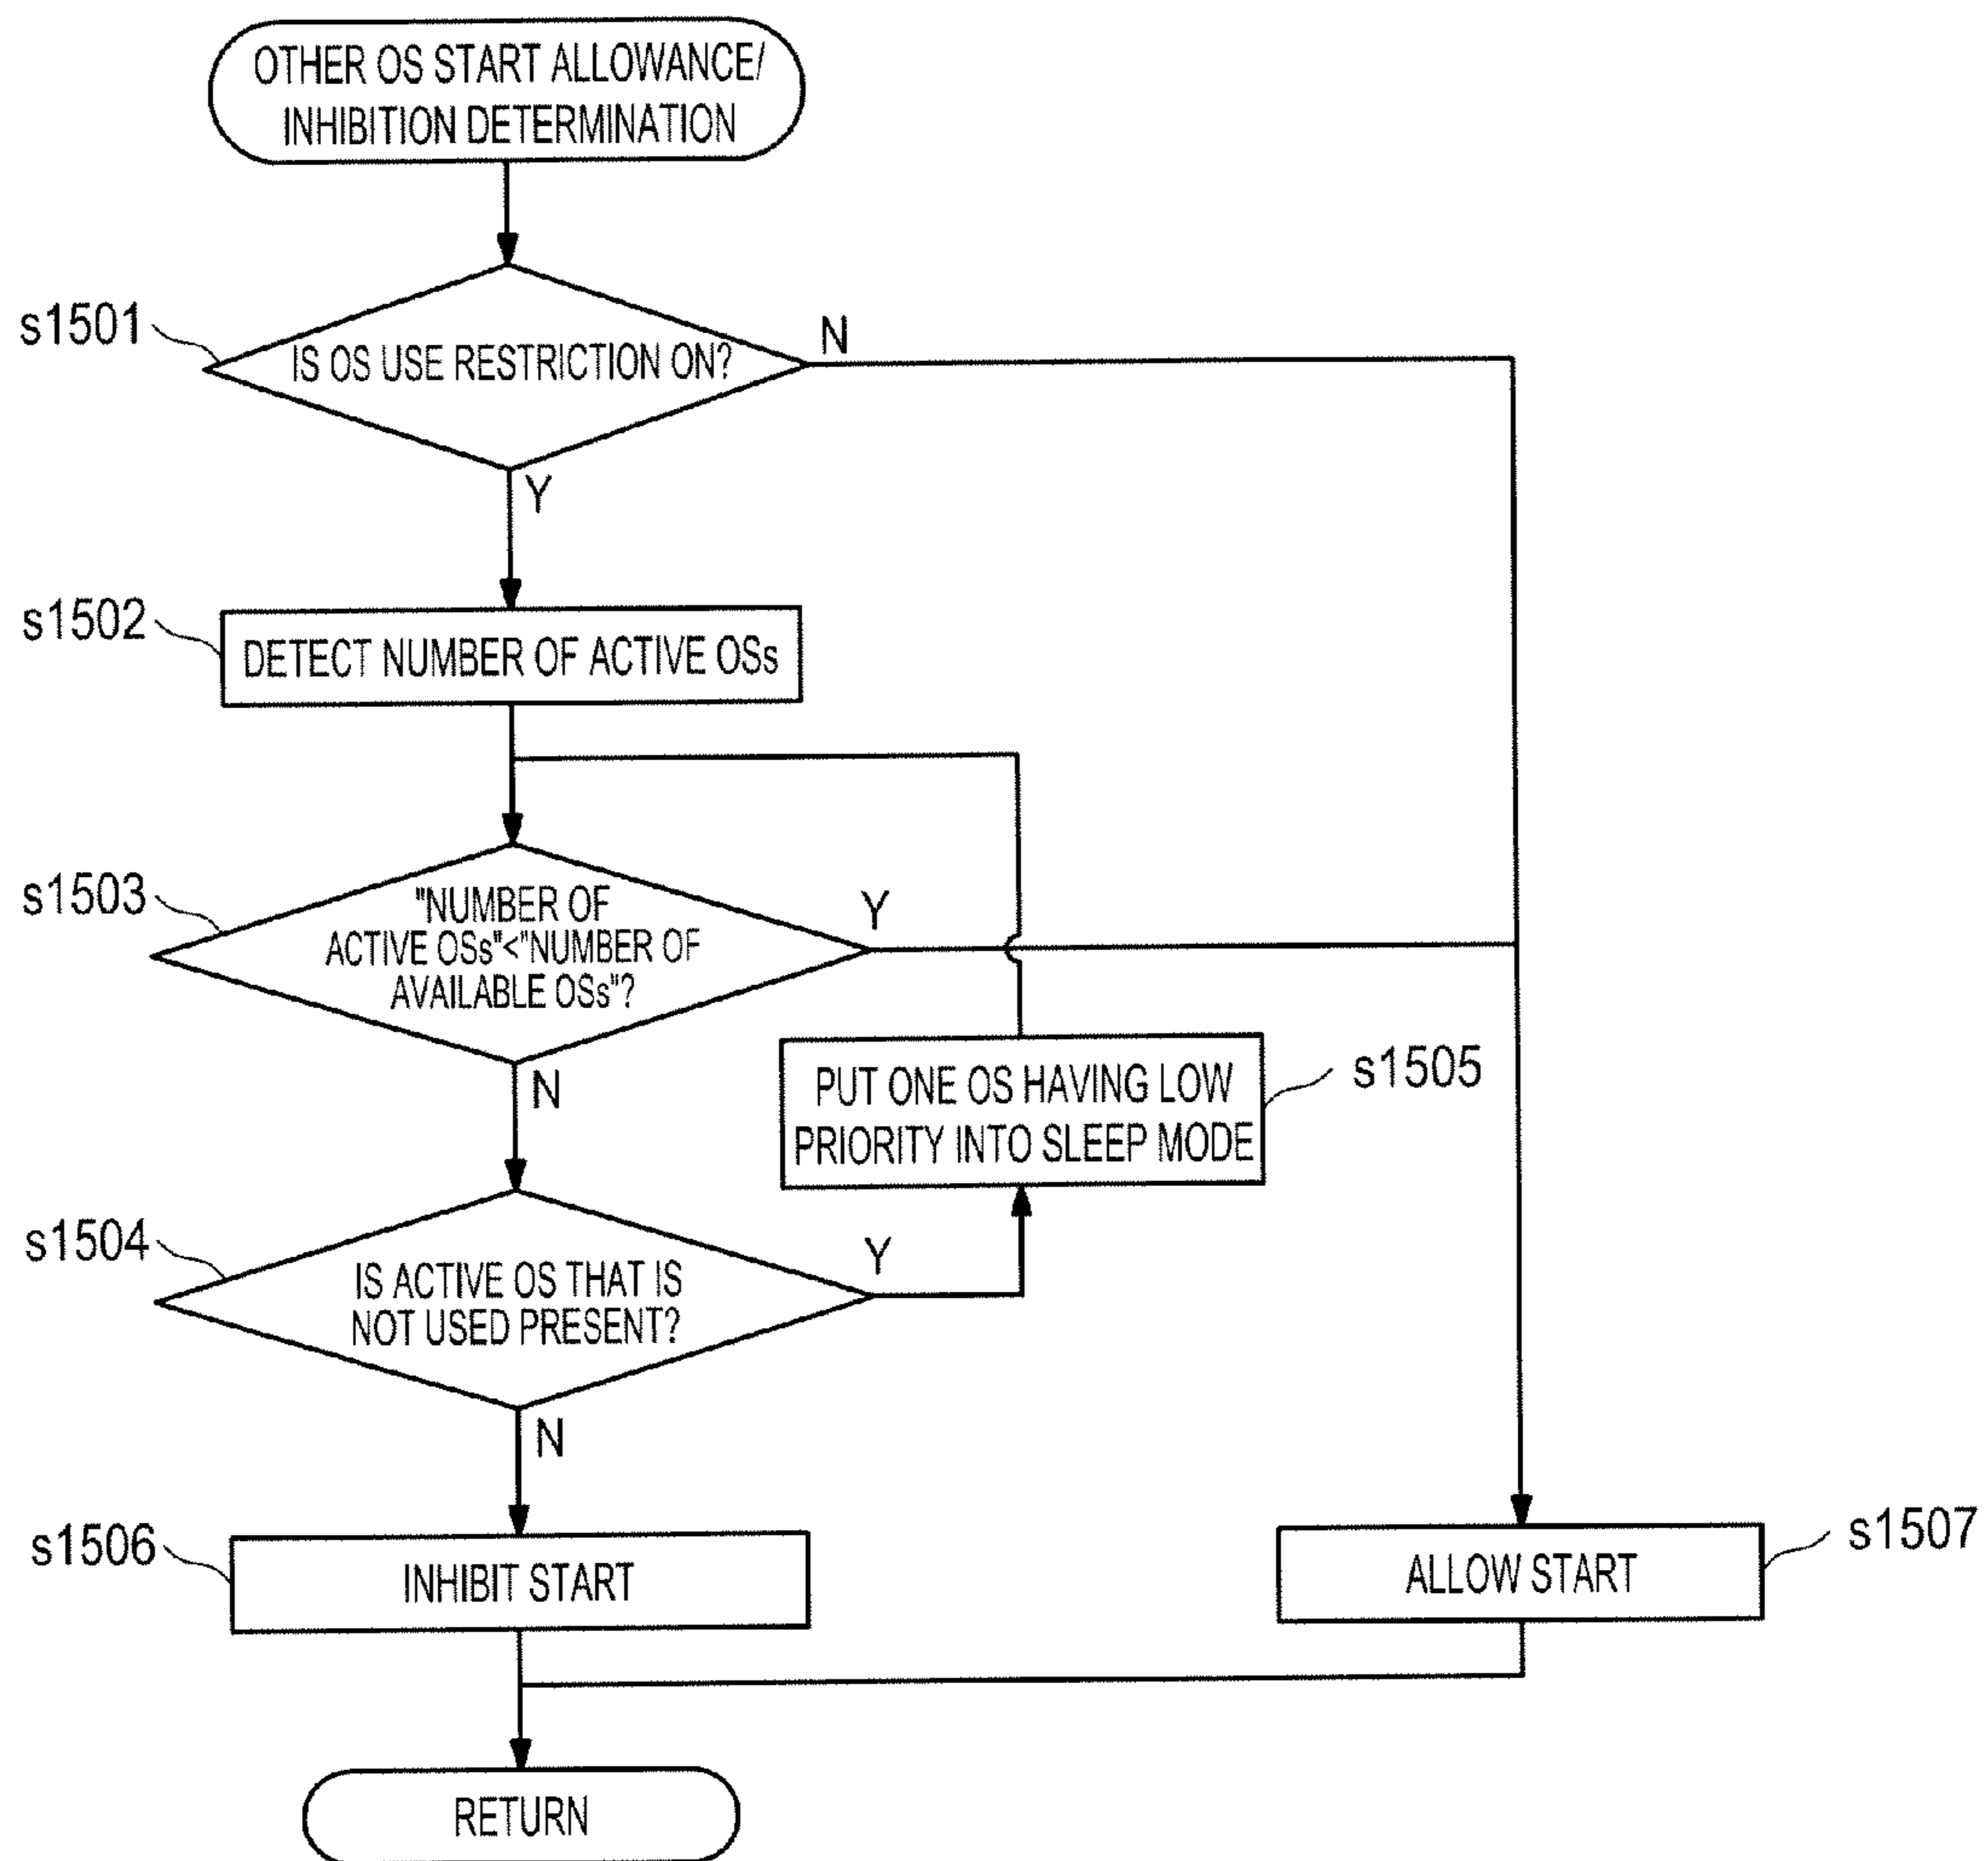 OTHER OS START ALLOWANCE/
INHIBITION DETERMINATION
s1501
IS OS USE RESTRICTION ON?
N
Y
s1502
DETECT NUMBER OF ACTIVE OSs
s1503
"NUMBER OF
ACTIVE OSs"<"NUMBER OF
AVAILABLE OSs"?
Y
N
PUT ONE OS HAVING LOW
PRIORITY INTO SLEEP MODE
s1505
s1504
IS ACTIVE OS THAT IS
NOT USED PRESENT?
Y
N
s1506
INHIBIT START
ALLOW START
s1507
RETURN